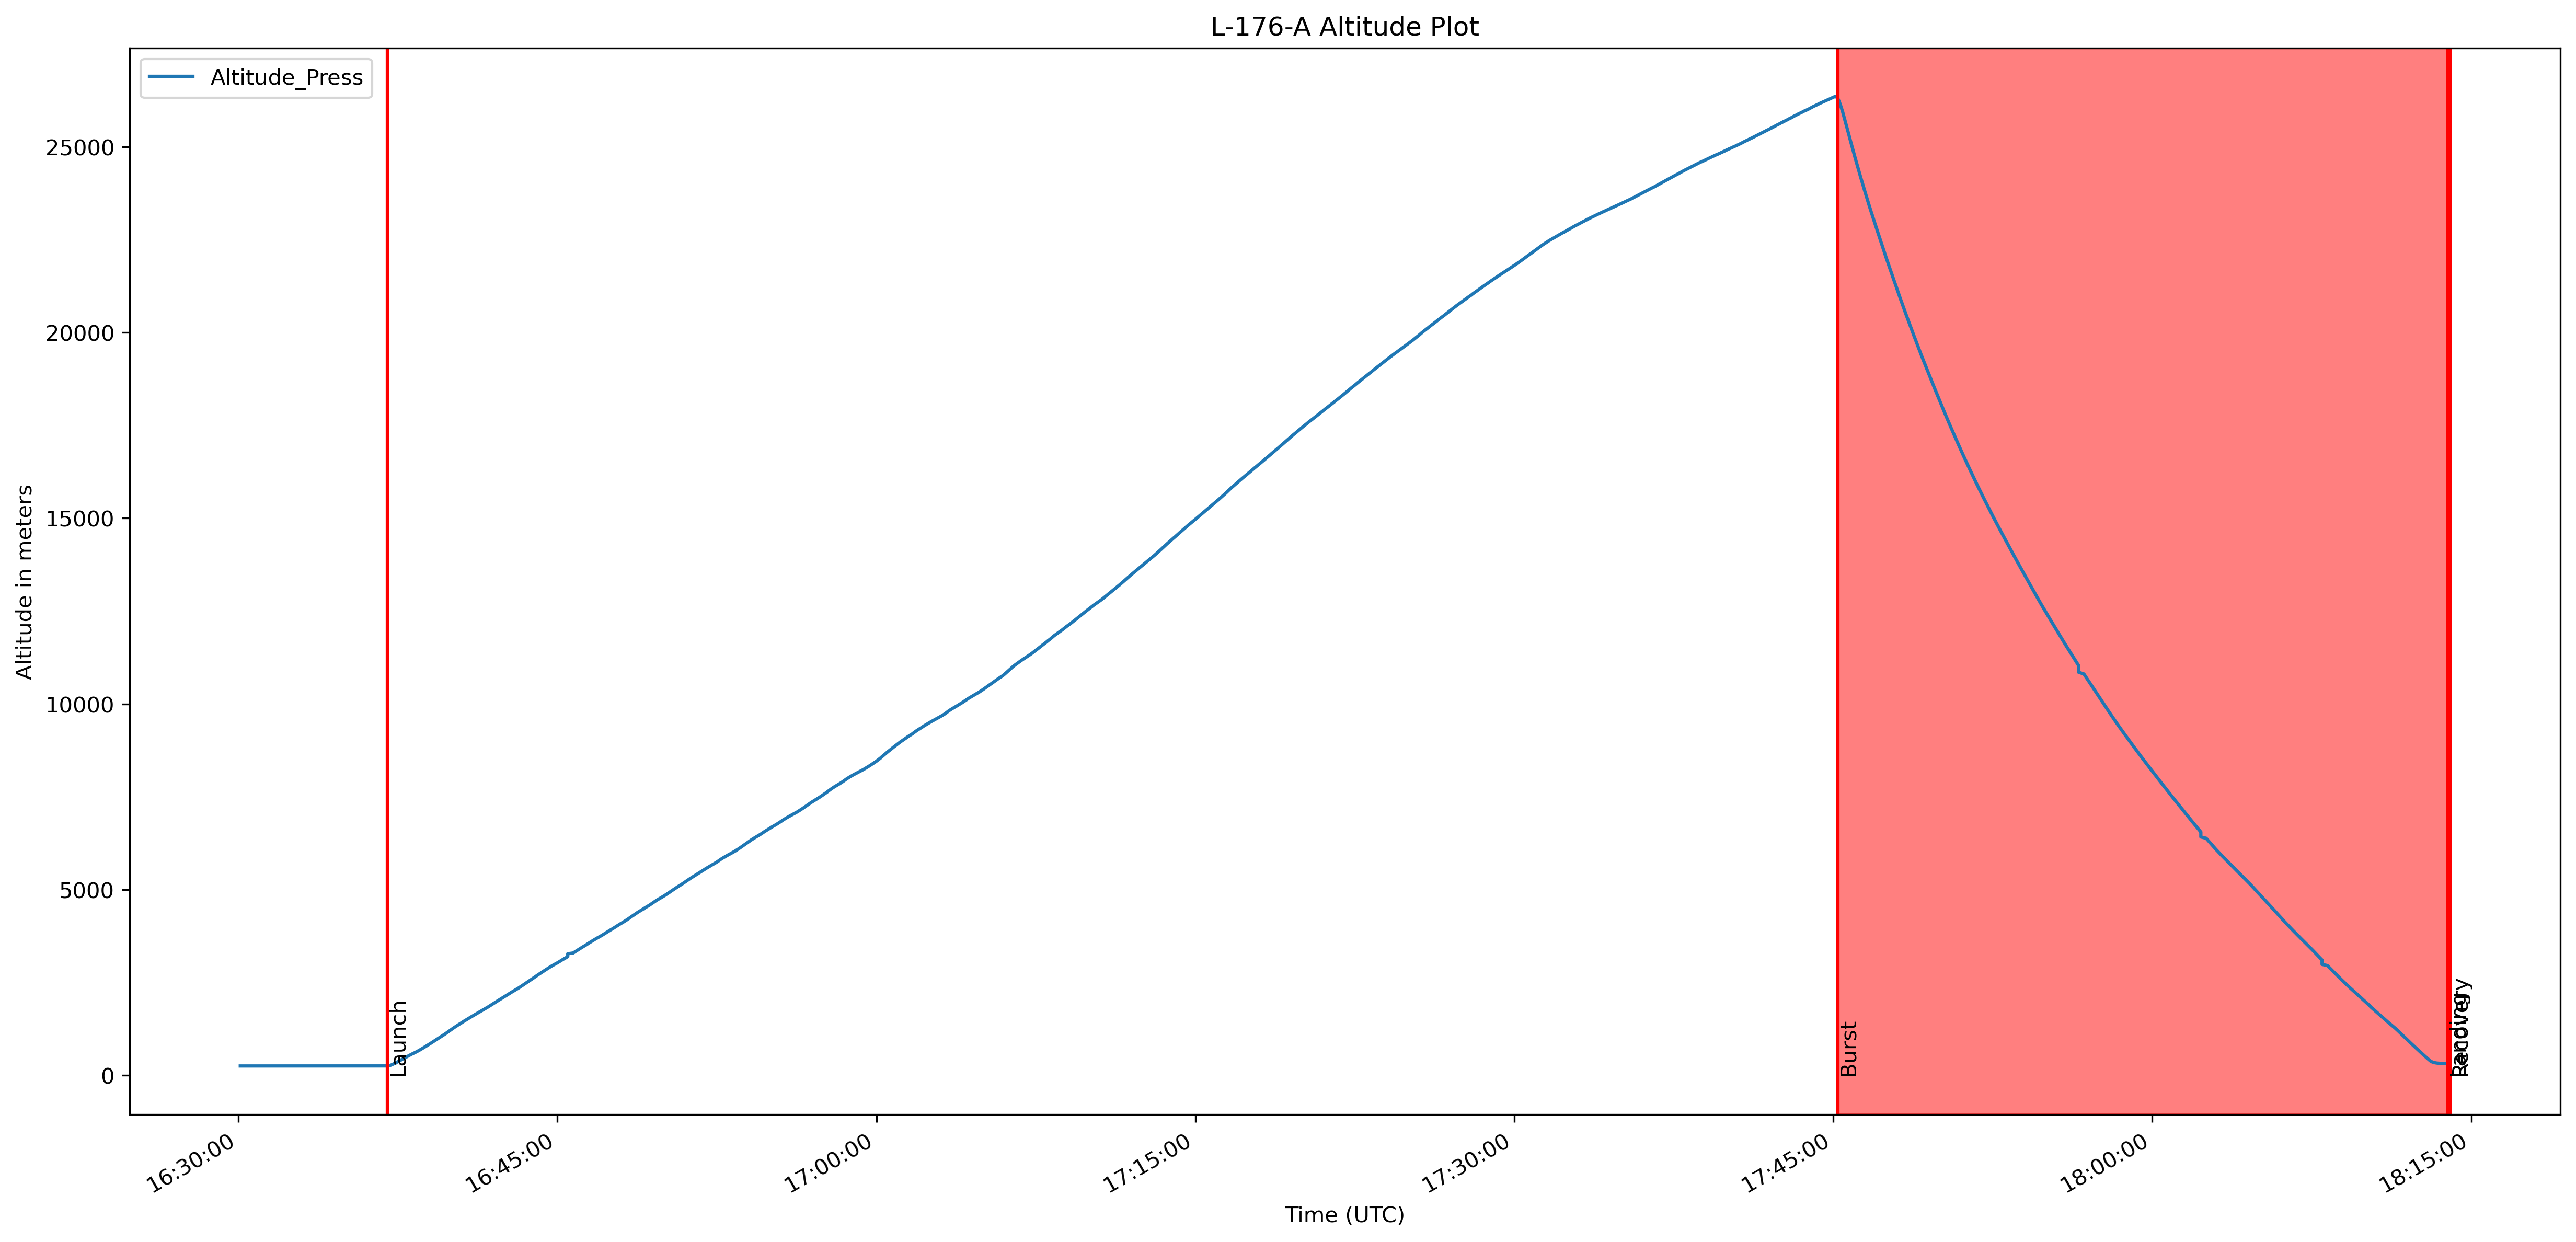 L-176-A Altitude Plot
Altitude_Press
25000
20000
15000
10000
5000
0
Altitude in meters
Launch
Burst
Landing
Recovery
16:30:00
16:45:00
17:00:00
17:15:00
17:30:00
17:45:00
18:00:00
18:15:00
Time (UTC)